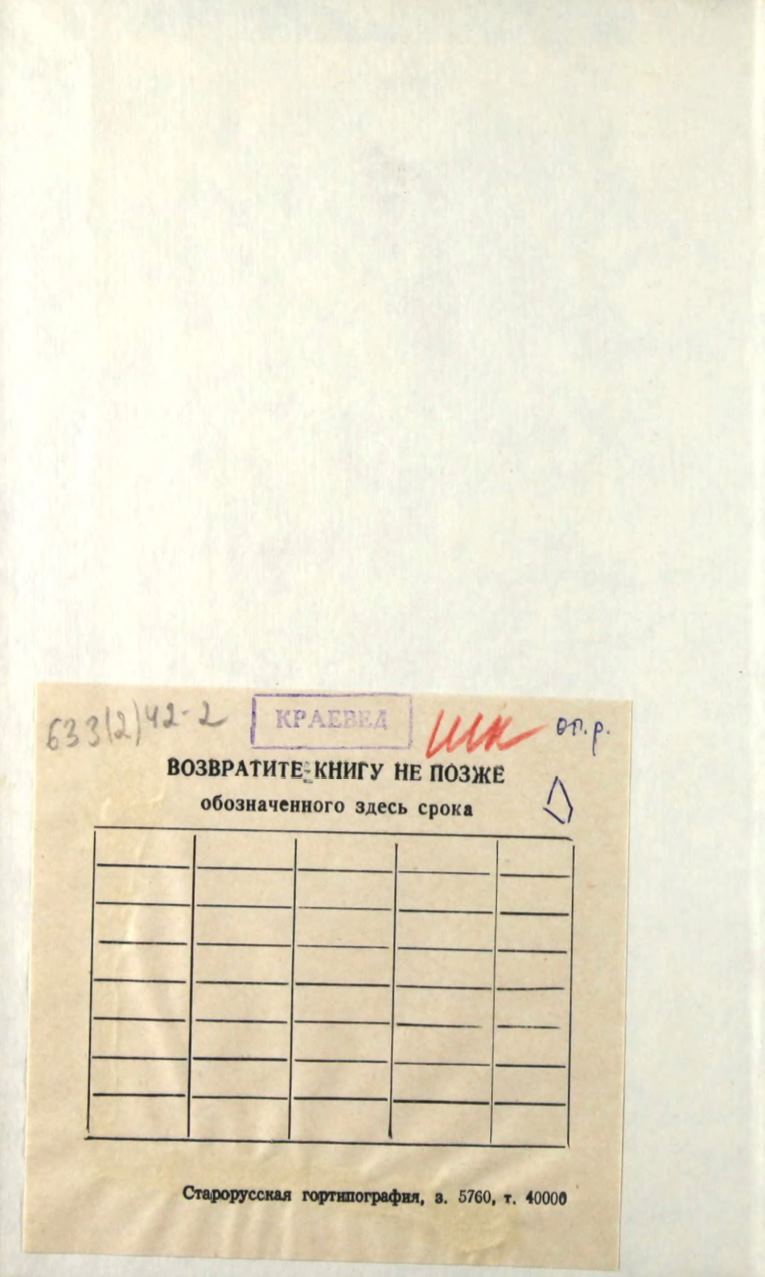 633(2)42-2 КРАЕВЕД оп.р.
ВОЗВРАТИТЕ КНИГУ НЕ ПОЗЖЕ
обозначенного здесь срока
Старорусская гортипография, з. 5760, т. 40000